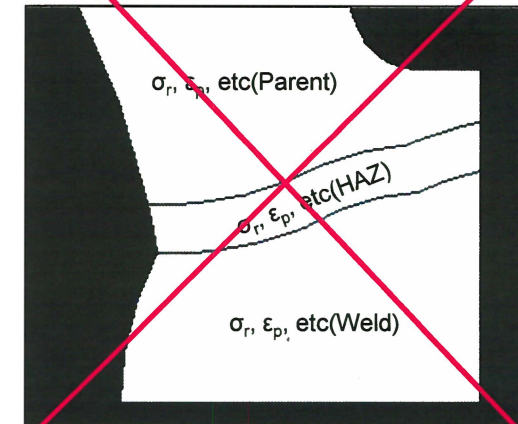 σr, εp, etc(Parent)
σr, εp, etc(HAZ)
σr, εp, etc(Weld)